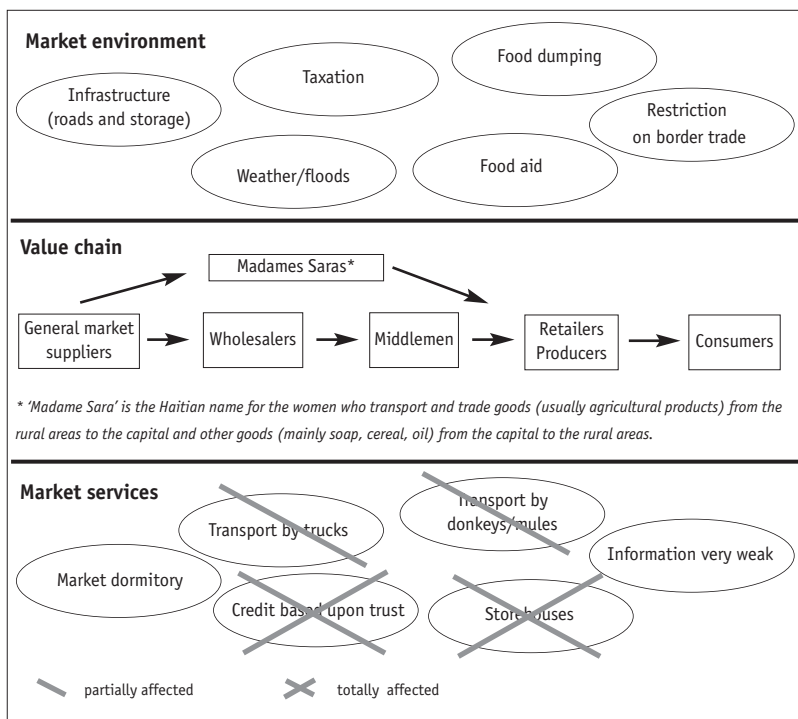 Market environment
Infrastructure
(roads and storage)
Taxation
Food dumping
Restriction
on border trade
Weather/floods
Food aid
Value chain
Madames Saras*
General market
suppliers
Wholesalers
Middlemen
Retailers
Producers
Consumers
* 'Madame Sara' is the Haitian name for the women who transport and trade goods (usually agricultural products) from the
rural areas to the capital and other goods (mainly soap, cereal, oil) from the capital to the rural areas.
Market services
Transport by trucks
Transport by
donkeys/mules
Information very weak
Market dormitory
Credit based upon trust
Storehouses
partially affected
totally affected